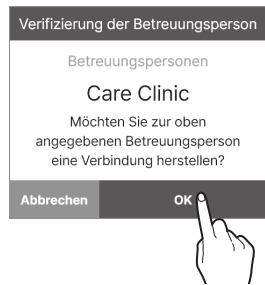 Verifizierung der Betreuungsperson
Betreuungspersonen
Care Clinic
Möchten Sie zur oben
angegebenen Betreuungsperson
eine Verbindung herstellen?
Abbrechen OK